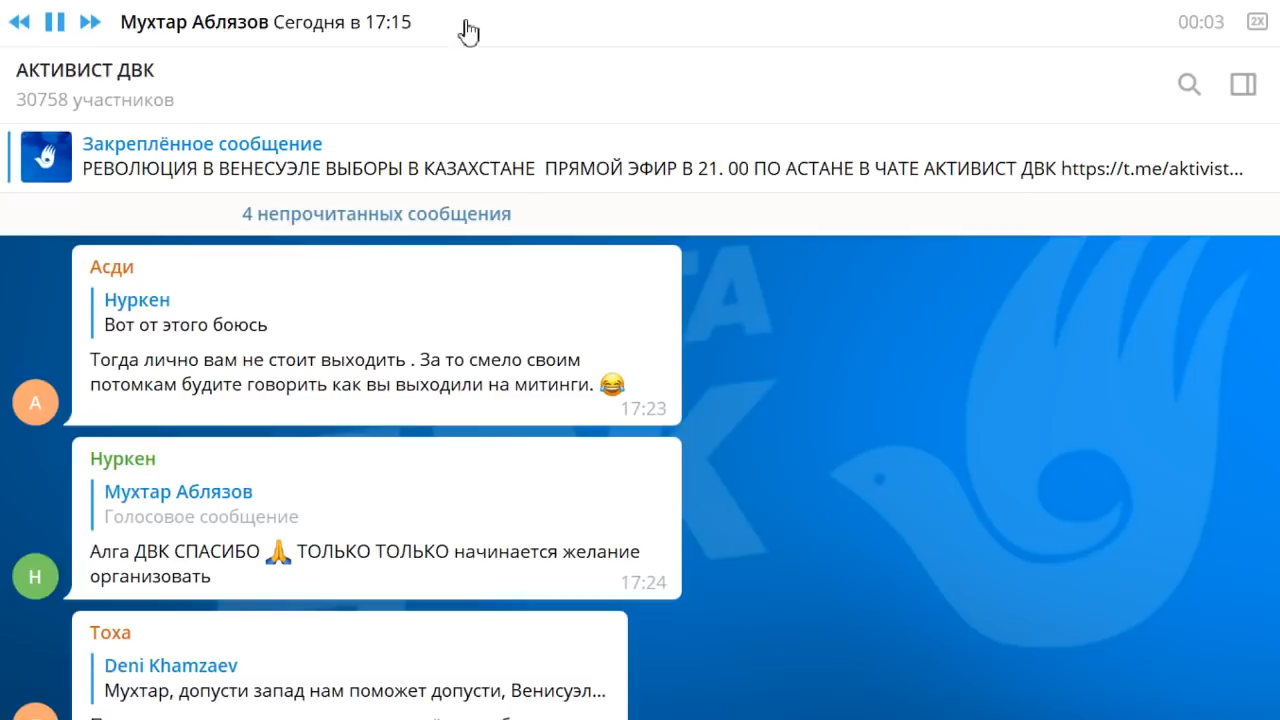 Мухтар Аблязов Сегодня в 17:15
00:03
2X
АКТИВИСТ ДВК
30758 участников
Закреплённое сообщение
РЕВОЛЮЦИЯ В ВЕНЕСУЭЛЕ ВЫБОРЫ В КАЗАХСТАНЕ ПРЯМОЙ ЭФИР В 21. 00 ПО АСТАНЕ В ЧАТЕ АКТИВИСТ ДВК https://t.me/aktivist...
4 непрочитанных сообщения
Асди
Нуркен
Вот от этого боюсь
Тогда лично вам не стоит выходить . За то смело своим
потомкам будите говорить как вы выходили на митинги. 😂
17:23
А
Нуркен
Мухтар Аблязов
Голосовое сообщение
Алга ДВК СПАСИБО 🙏 ТОЛЬКО ТОЛЬКО начинается желание
организовать
17:24
Н
Тоха
Deni Khamzaev
Мухтар, допусти запад нам поможет допусти, Венисуэл...